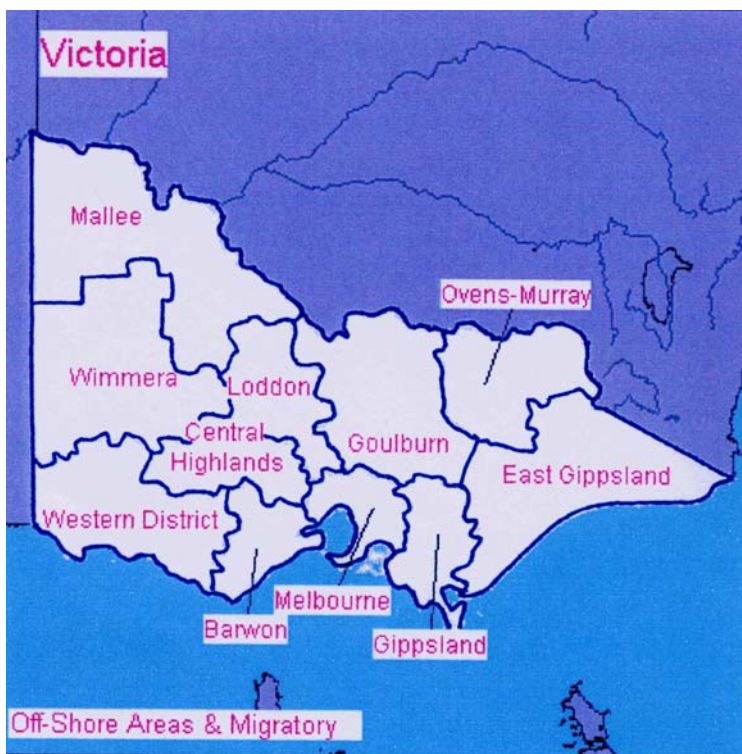 Victoria
Mallee
Ovens-Murray
Wimmera
Loddon
Central
Highlands
Goulburn
East Gippsland
Western District
Melbourne
Barwon
Gippsland
Off-Shore Areas & Migratory